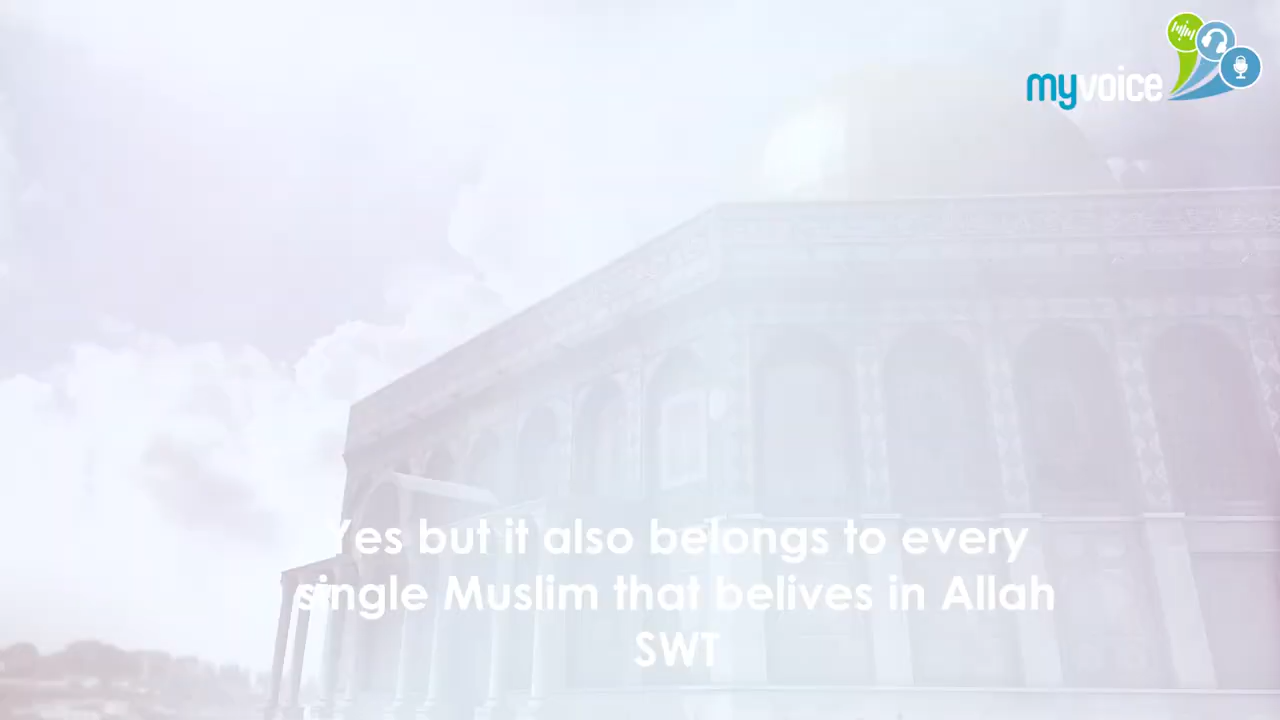 myvoice
Yes but it also belongs to every
single Muslim that belives in Allah
SWT